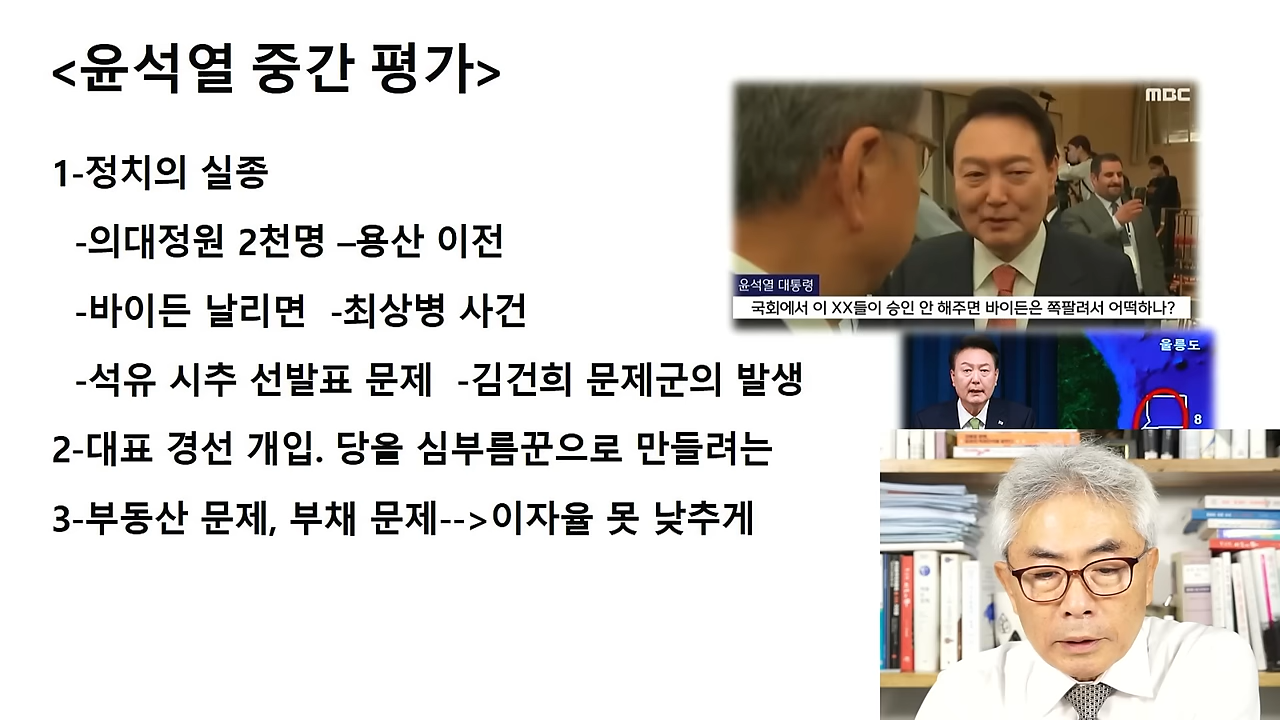 <윤석열 중간 평가>
1-정치의 실종
-의대정원 2천명 –용산 이전
-바이든 날리면 -최상병 사건
-석유 시추 선발표 문제 -김건희 문제군의 발생
2-대표 경선 개입. 당을 심부름꾼으로 만들려는
3-부동산 문제, 부채 문제-->이자율 못 낮추게
MBC
윤석열 대통령
국회에서 이 XX들이 승인 안 해주면 바이든은 쪽팔려서 어떡하나?
울릉도
8